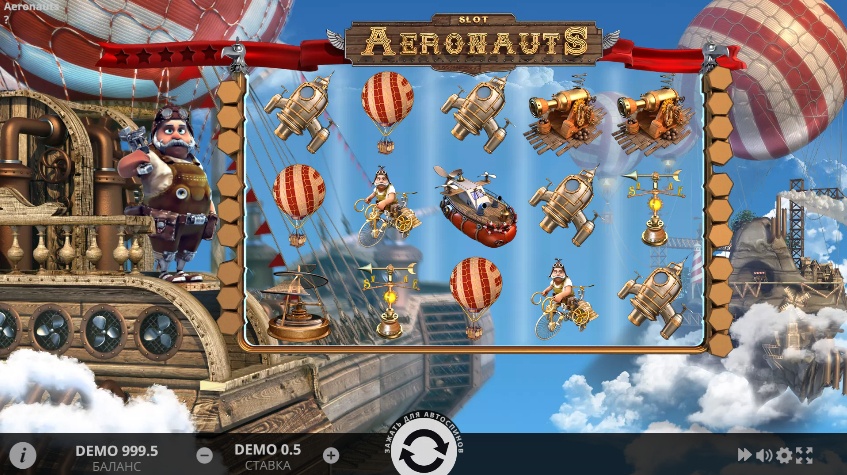 Aeronauts
?
SLOT
AERONAUTS
DEMO 999.5
БАЛАНС
DEMO 0.5
СТАВКА
ЗАЖАТЬ ДЛЯ АВТОСПИНОВ